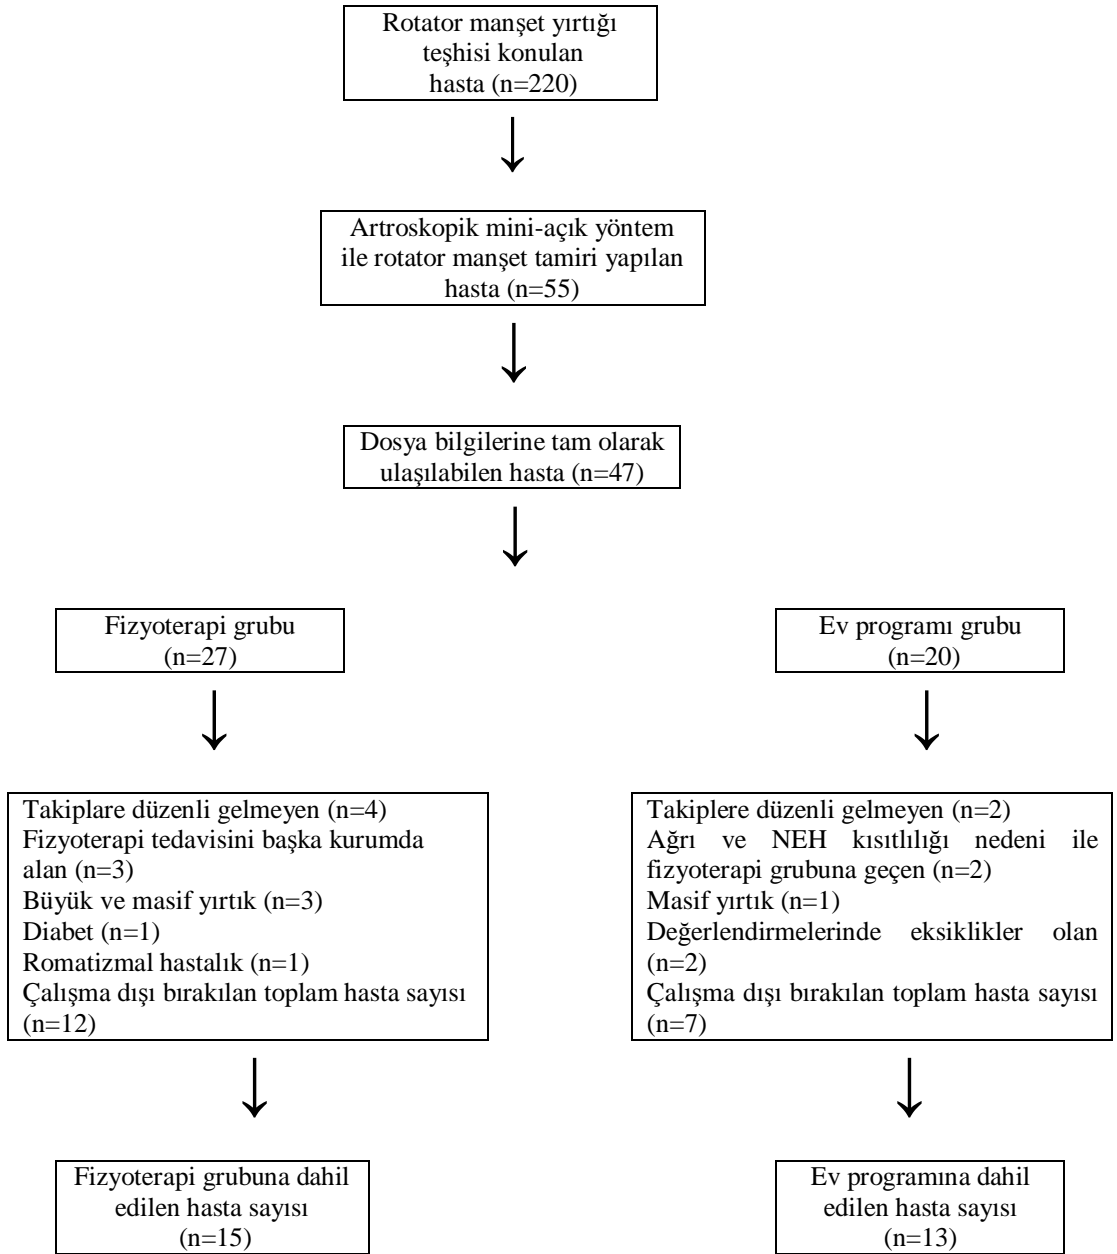 Rotator manşet yırtığı
teşhisi konulan
hasta (n=220)
Artroskopik mini-açık yöntem
ile rotator manşet tamiri yapılan
hasta (n=55)
Dosya bilgilerine tam olarak
ulaşılabilen hasta (n=47)
Fizyoterapi grubu
(n=27)
Ev programı grubu
(n=20)
Takiplare düzenli gelmeyen (n=4)
Fizyoterapi tedavisini başka kurumda
alan (n=3)
Büyük ve masif yırtık (n=3)
Diabet (n=1)
Romatizmal hastalık (n=1)
Çalışma dışı bırakılan toplam hasta sayısı
(n=12)
Takiplere düzenli gelmeyen (n=2)
Ağrı ve NEH kısıtlılığı nedeni ile
fizyoterapi grubuna geçen (n=2)
Masif yırtık (n=1)
Değerlendirmelerinde eksiklikler olan
(n=2)
Çalışma dışı bırakılan toplam hasta sayısı
(n=7)
Fizyoterapi grubuna dahil
edilen hasta sayısı
(n=15)
Ev programına dahil
edilen hasta sayısı
(n=13)